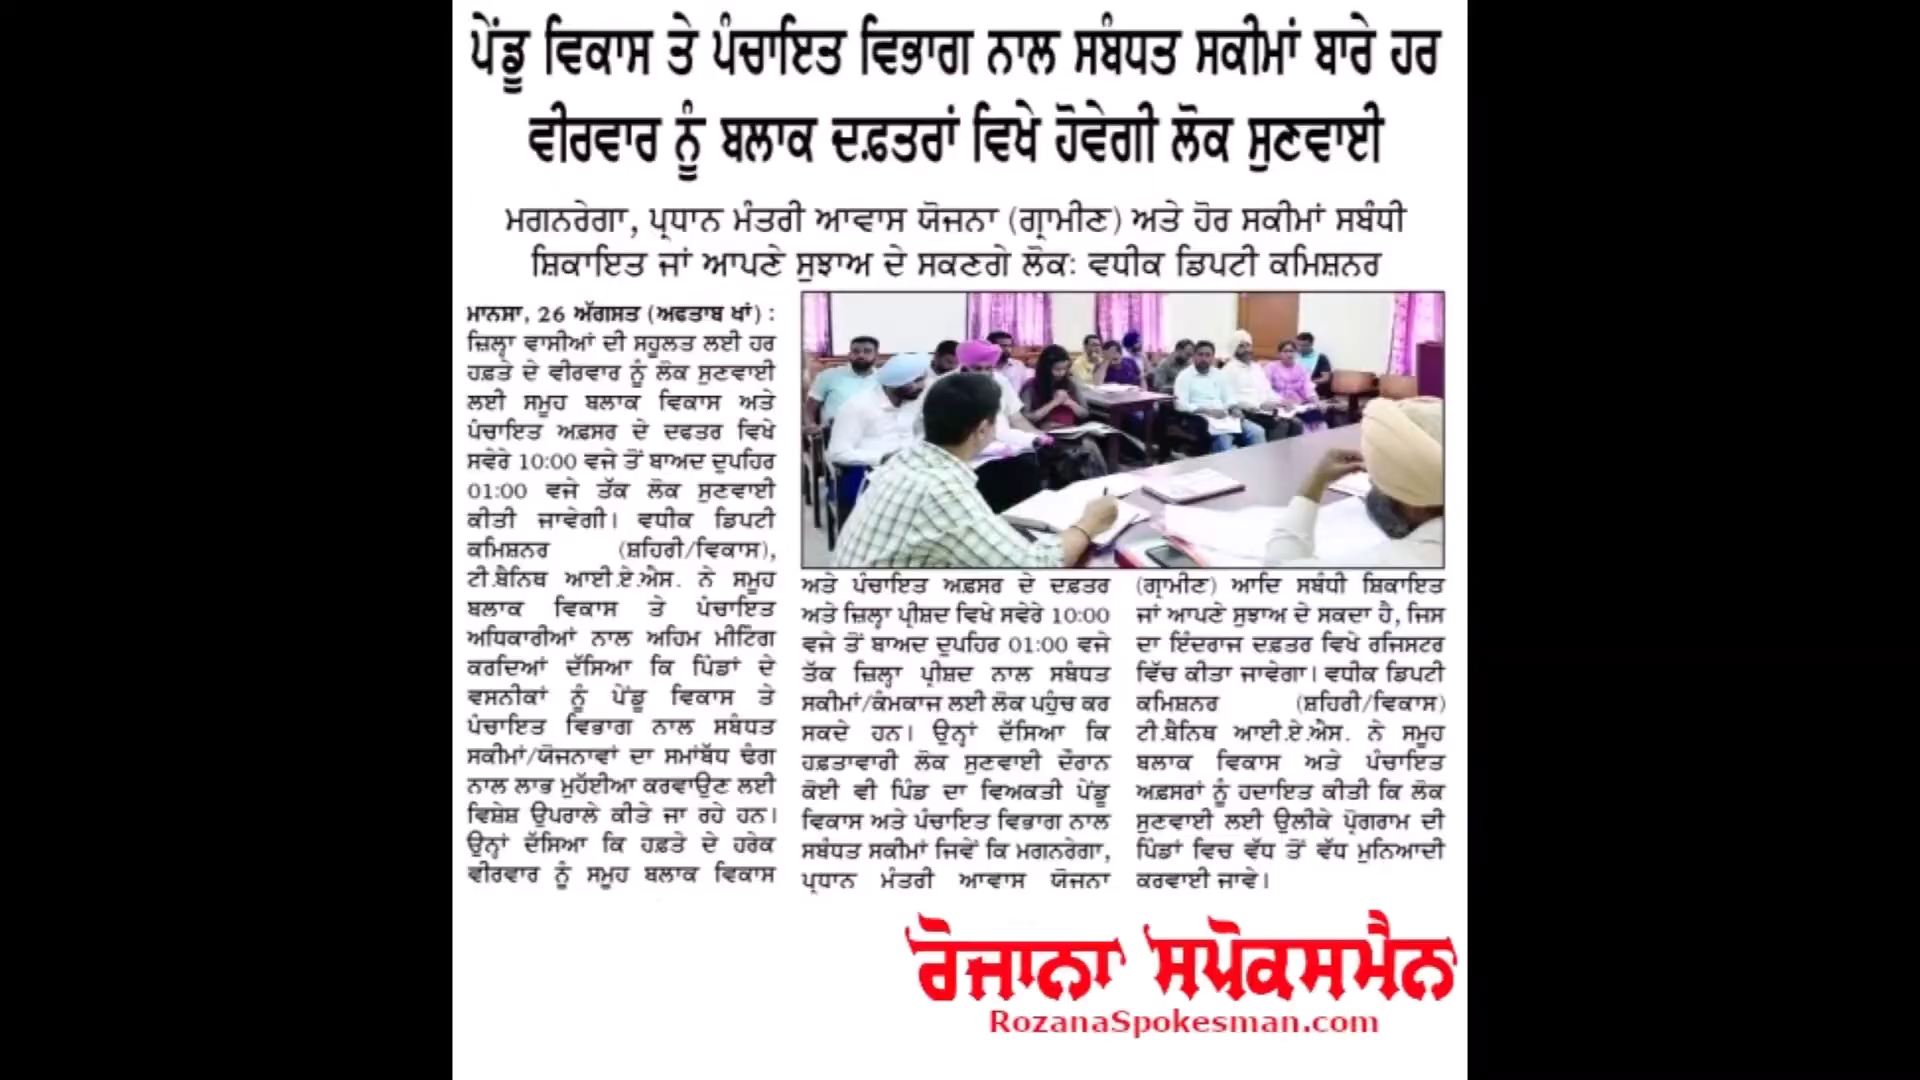 ਪੇਂਡੂ ਵਿਕਾਸ ਤੇ ਪੰਚਾਇਤ ਵਿਭਾਗ ਨਾਲ ਸਬੰਧਤ ਸਕੀਮਾਂ ਬਾਰੇ ਹਰ
ਵੀਰਵਾਰ ਨੂੰ ਬਲਾਕ ਦਫ਼ਤਰਾਂ ਵਿਖੇ ਹੋਵੇਗੀ ਲੋਕ ਸੁਣਵਾਈ
ਮਗਨਰੇਗਾ, ਪ੍ਰਧਾਨ ਮੰਤਰੀ ਆਵਾਸ ਯੋਜਨਾ (ਗ੍ਰਾਮੀਣ) ਅਤੇ ਹੋਰ ਸਕੀਮਾਂ ਸਬੰਧੀ
ਸ਼ਿਕਾਇਤ ਜਾਂ ਆਪਣੇ ਸੁਝਾਅ ਦੇ ਸਕਣਗੇ ਲੋਕ: ਵਧੀਕ ਡਿਪਟੀ ਕਮਿਸ਼ਨਰ
ਮਾਨਸਾ, 26 ਅੱਗਸਤ (ਅਫਤਾਬ ਖਾਂ) :
ਜ਼ਿਲ੍ਹਾ ਵਾਸੀਆਂ ਦੀ ਸਹੂਲਤ ਲਈ ਹਰ
ਹਫ਼ਤੇ ਦੇ ਵੀਰਵਾਰ ਨੂੰ ਲੋਕ ਸੁਣਵਾਈ
ਲਈ ਸਮੂਹ ਬਲਾਕ ਵਿਕਾਸ ਅਤੇ
ਪੰਚਾਇਤ ਅਫ਼ਸਰ ਦੇ ਦਫਤਰ ਵਿਖੇ
ਸਵੇਰੇ 10:00 ਵਜੇ ਤੋਂ ਬਾਅਦ ਦੁਪਹਿਰ
01:00 ਵਜੇ ਤੱਕ ਲੋਕ ਸੁਣਵਾਈ
ਕੀਤੀ ਜਾਵੇਗੀ। ਵਧੀਕ ਡਿਪਟੀ
ਕਮਿਸ਼ਨਰ (ਸ਼ਹਿਰੀ/ਵਿਕਾਸ),
ਟੀ.ਬੈਨਿਥ ਆਈ.ਏ.ਐਸ. ਨੇ ਸਮੂਹ
ਬਲਾਕ ਵਿਕਾਸ ਤੇ ਪੰਚਾਇਤ
ਅਧਿਕਾਰੀਆਂ ਨਾਲ ਅਹਿਮ ਮੀਟਿੰਗ
ਕਰਦਿਆਂ ਦੱਸਿਆ ਕਿ ਪਿੰਡਾਂ ਦੇ
ਵਸਨੀਕਾਂ ਨੂੰ ਪੇਂਡੂ ਵਿਕਾਸ ਤੇ
ਪੰਚਾਇਤ ਵਿਭਾਗ ਨਾਲ ਸਬੰਧਤ
ਸਕੀਮਾਂ/ਯੋਜਨਾਵਾਂ ਦਾ ਸਮਾਂਬੱਧ ਢੰਗ
ਨਾਲ ਲਾਭ ਮੁਹੱਈਆ ਕਰਵਾਉਣ ਲਈ
ਵਿਸ਼ੇਸ਼ ਉਪਰਾਲੇ ਕੀਤੇ ਜਾ ਰਹੇ ਹਨ।
ਉਨ੍ਹਾਂ ਦੱਸਿਆ ਕਿ ਹਫ਼ਤੇ ਦੇ ਹਰੇਕ
ਵੀਰਵਾਰ ਨੂੰ ਸਮੂਹ ਬਲਾਕ ਵਿਕਾਸ
ਅਤੇ ਪੰਚਾਇਤ ਅਫ਼ਸਰ ਦੇ ਦਫ਼ਤਰ
ਅਤੇ ਜ਼ਿਲ੍ਹਾ ਪ੍ਰੀਸ਼ਦ ਵਿਖੇ ਸਵੇਰੇ 10:00
ਵਜੇ ਤੋਂ ਬਾਅਦ ਦੁਪਹਿਰ 01:00 ਵਜੇ
ਤੱਕ ਜ਼ਿਲ੍ਹਾ ਪ੍ਰੀਸ਼ਦ ਨਾਲ ਸਬੰਧਤ
ਸਕੀਮਾਂ/ਕੰਮਕਾਜ ਲਈ ਲੋਕ ਪਹੁੰਚ ਕਰ
ਸਕਦੇ ਹਨ। ਉਨ੍ਹਾਂ ਦੱਸਿਆ ਕਿ
ਹਫ਼ਤਾਵਾਰੀ ਲੋਕ ਸੁਣਵਾਈ ਦੌਰਾਨ
ਕੋਈ ਵੀ ਪਿੰਡ ਦਾ ਵਿਅਕਤੀ ਪੇਂਡੂ
ਵਿਕਾਸ ਅਤੇ ਪੰਚਾਇਤ ਵਿਭਾਗ ਨਾਲ
ਸਬੰਧਤ ਸਕੀਮਾਂ ਜਿਵੇਂ ਕਿ ਮਗਨਰੇਗਾ,
ਪ੍ਰਧਾਨ ਮੰਤਰੀ ਆਵਾਸ ਯੋਜਨਾ
(ਗ੍ਰਾਮੀਣ) ਆਦਿ ਸਬੰਧੀ ਸ਼ਿਕਾਇਤ
ਜਾਂ ਆਪਣੇ ਸੁਝਾਅ ਦੇ ਸਕਦਾ ਹੈ, ਜਿਸ
ਦਾ ਇੰਦਰਾਜ ਦਫ਼ਤਰ ਵਿਖੇ ਰਜਿਸਟਰ
ਵਿੱਚ ਕੀਤਾ ਜਾਵੇਗਾ। ਵਧੀਕ ਡਿਪਟੀ
ਕਮਿਸ਼ਨਰ (ਸ਼ਹਿਰੀ/ਵਿਕਾਸ)
ਟੀ.ਬੈਨਿਥ ਆਈ.ਏ.ਐਸ. ਨੇ ਸਮੂਹ
ਬਲਾਕ ਵਿਕਾਸ ਅਤੇ ਪੰਚਾਇਤ
ਅਫ਼ਸਰਾਂ ਨੂੰ ਹਦਾਇਤ ਕੀਤੀ ਕਿ ਲੋਕ
ਸੁਣਵਾਈ ਲਈ ਉਲੀਕੇ ਪ੍ਰੋਗਰਾਮ ਦੀ
ਪਿੰਡਾਂ ਵਿਚ ਵੱਧ ਤੋਂ ਵੱਧ ਮੁਨਿਆਦੀ
ਕਰਵਾਈ ਜਾਵੇ।
ਰੋਜ਼ਾਨਾ ਸਪੋਕਸਮੈਨ
RozanaSpokesman.com